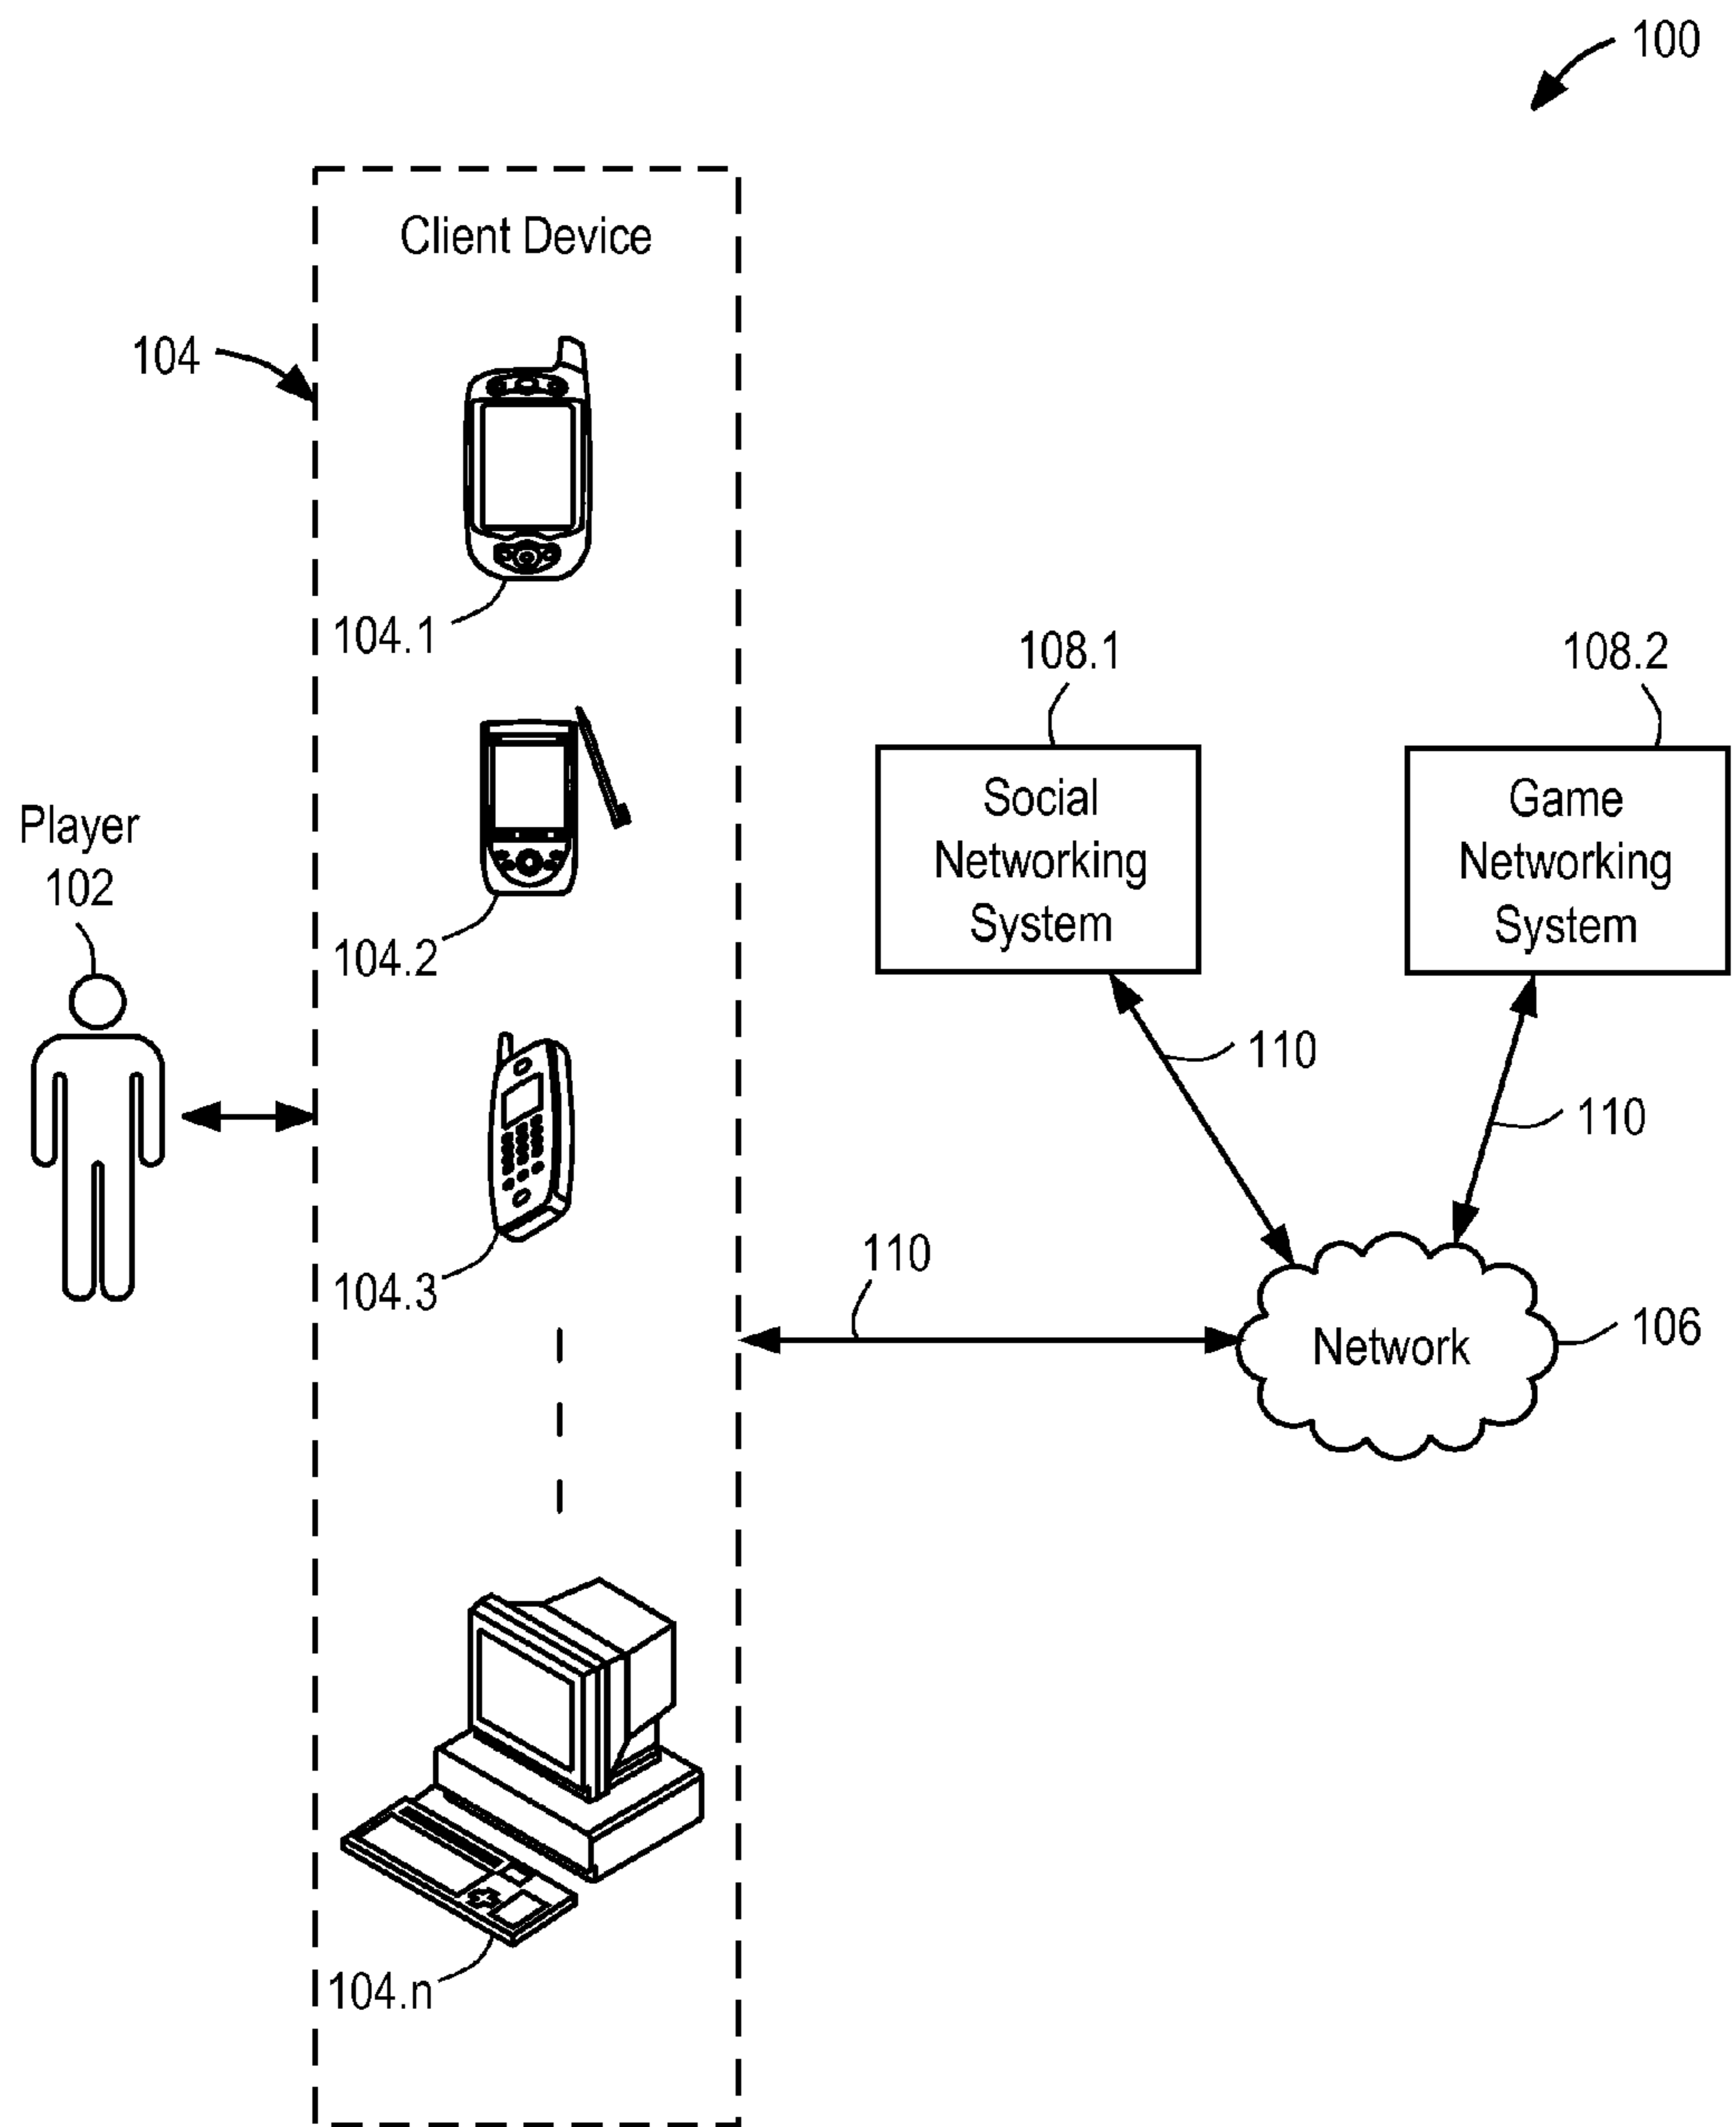 100
Client Device
104
104.1
108.1
108.2
Social
Networking
System
Game
Networking
System
Player
102
104.2
110
110
104.3
110
Network
106
104.n